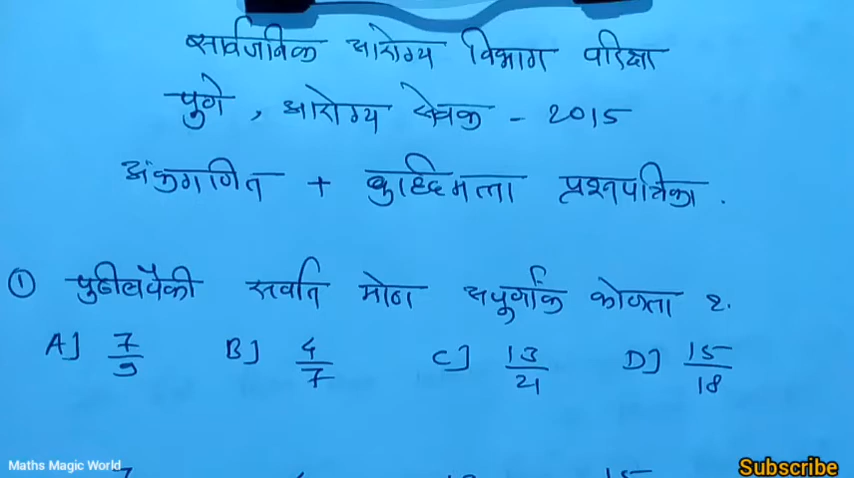 सार्वजनिक आरोग्य विभाग परिक्षा
पुणे , आरोग्य सेवक - 2015
अंकगणित + बुद्धिमत्ता प्रश्नपत्रिका .
① पुढीलपैकी सर्वात मोठा अपूर्णांक कोणता ?.
A] 7/9 B] 4/7 C] 13/21 D] 15/18
Maths Magic World
Subscribe